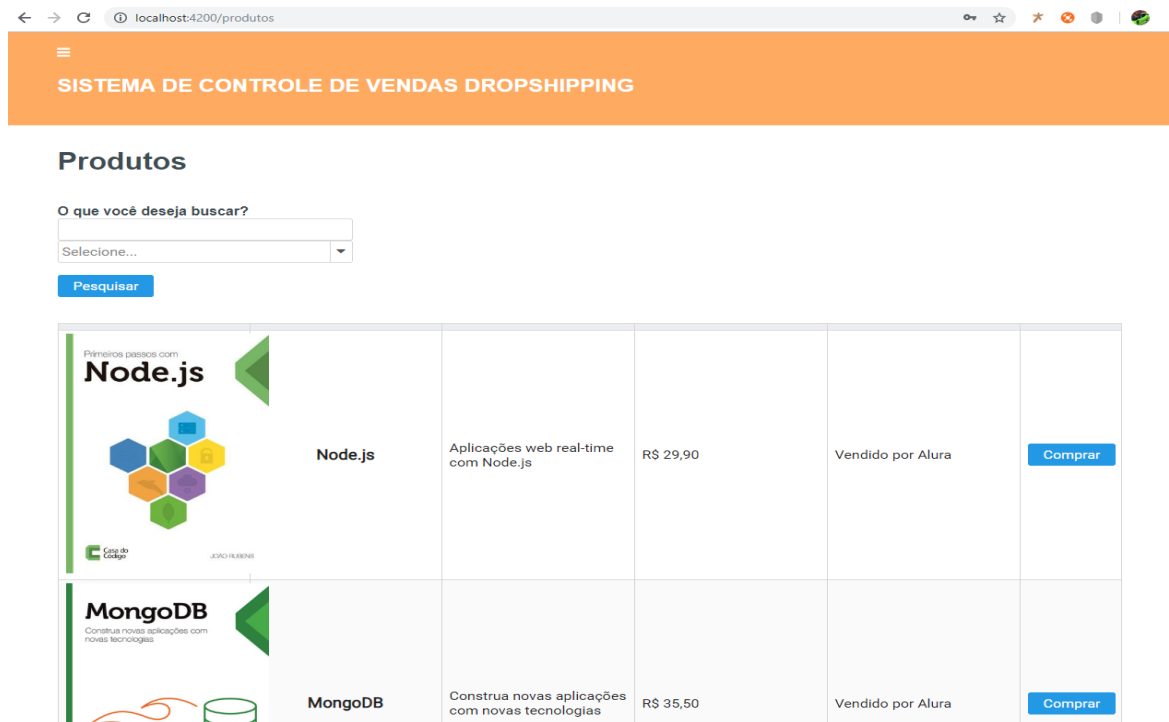 localhost:4200/produtos
SISTEMA DE CONTROLE DE VENDAS DROPSHIPPING
Produtos
O que você deseja buscar?
Selecione...
Pesquisar
Primeiros passos com
Node.js
Casa do
Código
JOÃO RUBENS
Node.js
Aplicações web real-time
com Node.js
R$ 29,90
Vendido por Alura
Comprar
MongoDB
Construa novas aplicações com
novas tecnologias
MongoDB
Construa novas aplicações
com novas tecnologias
R$ 35,50
Vendido por Alura
Comprar